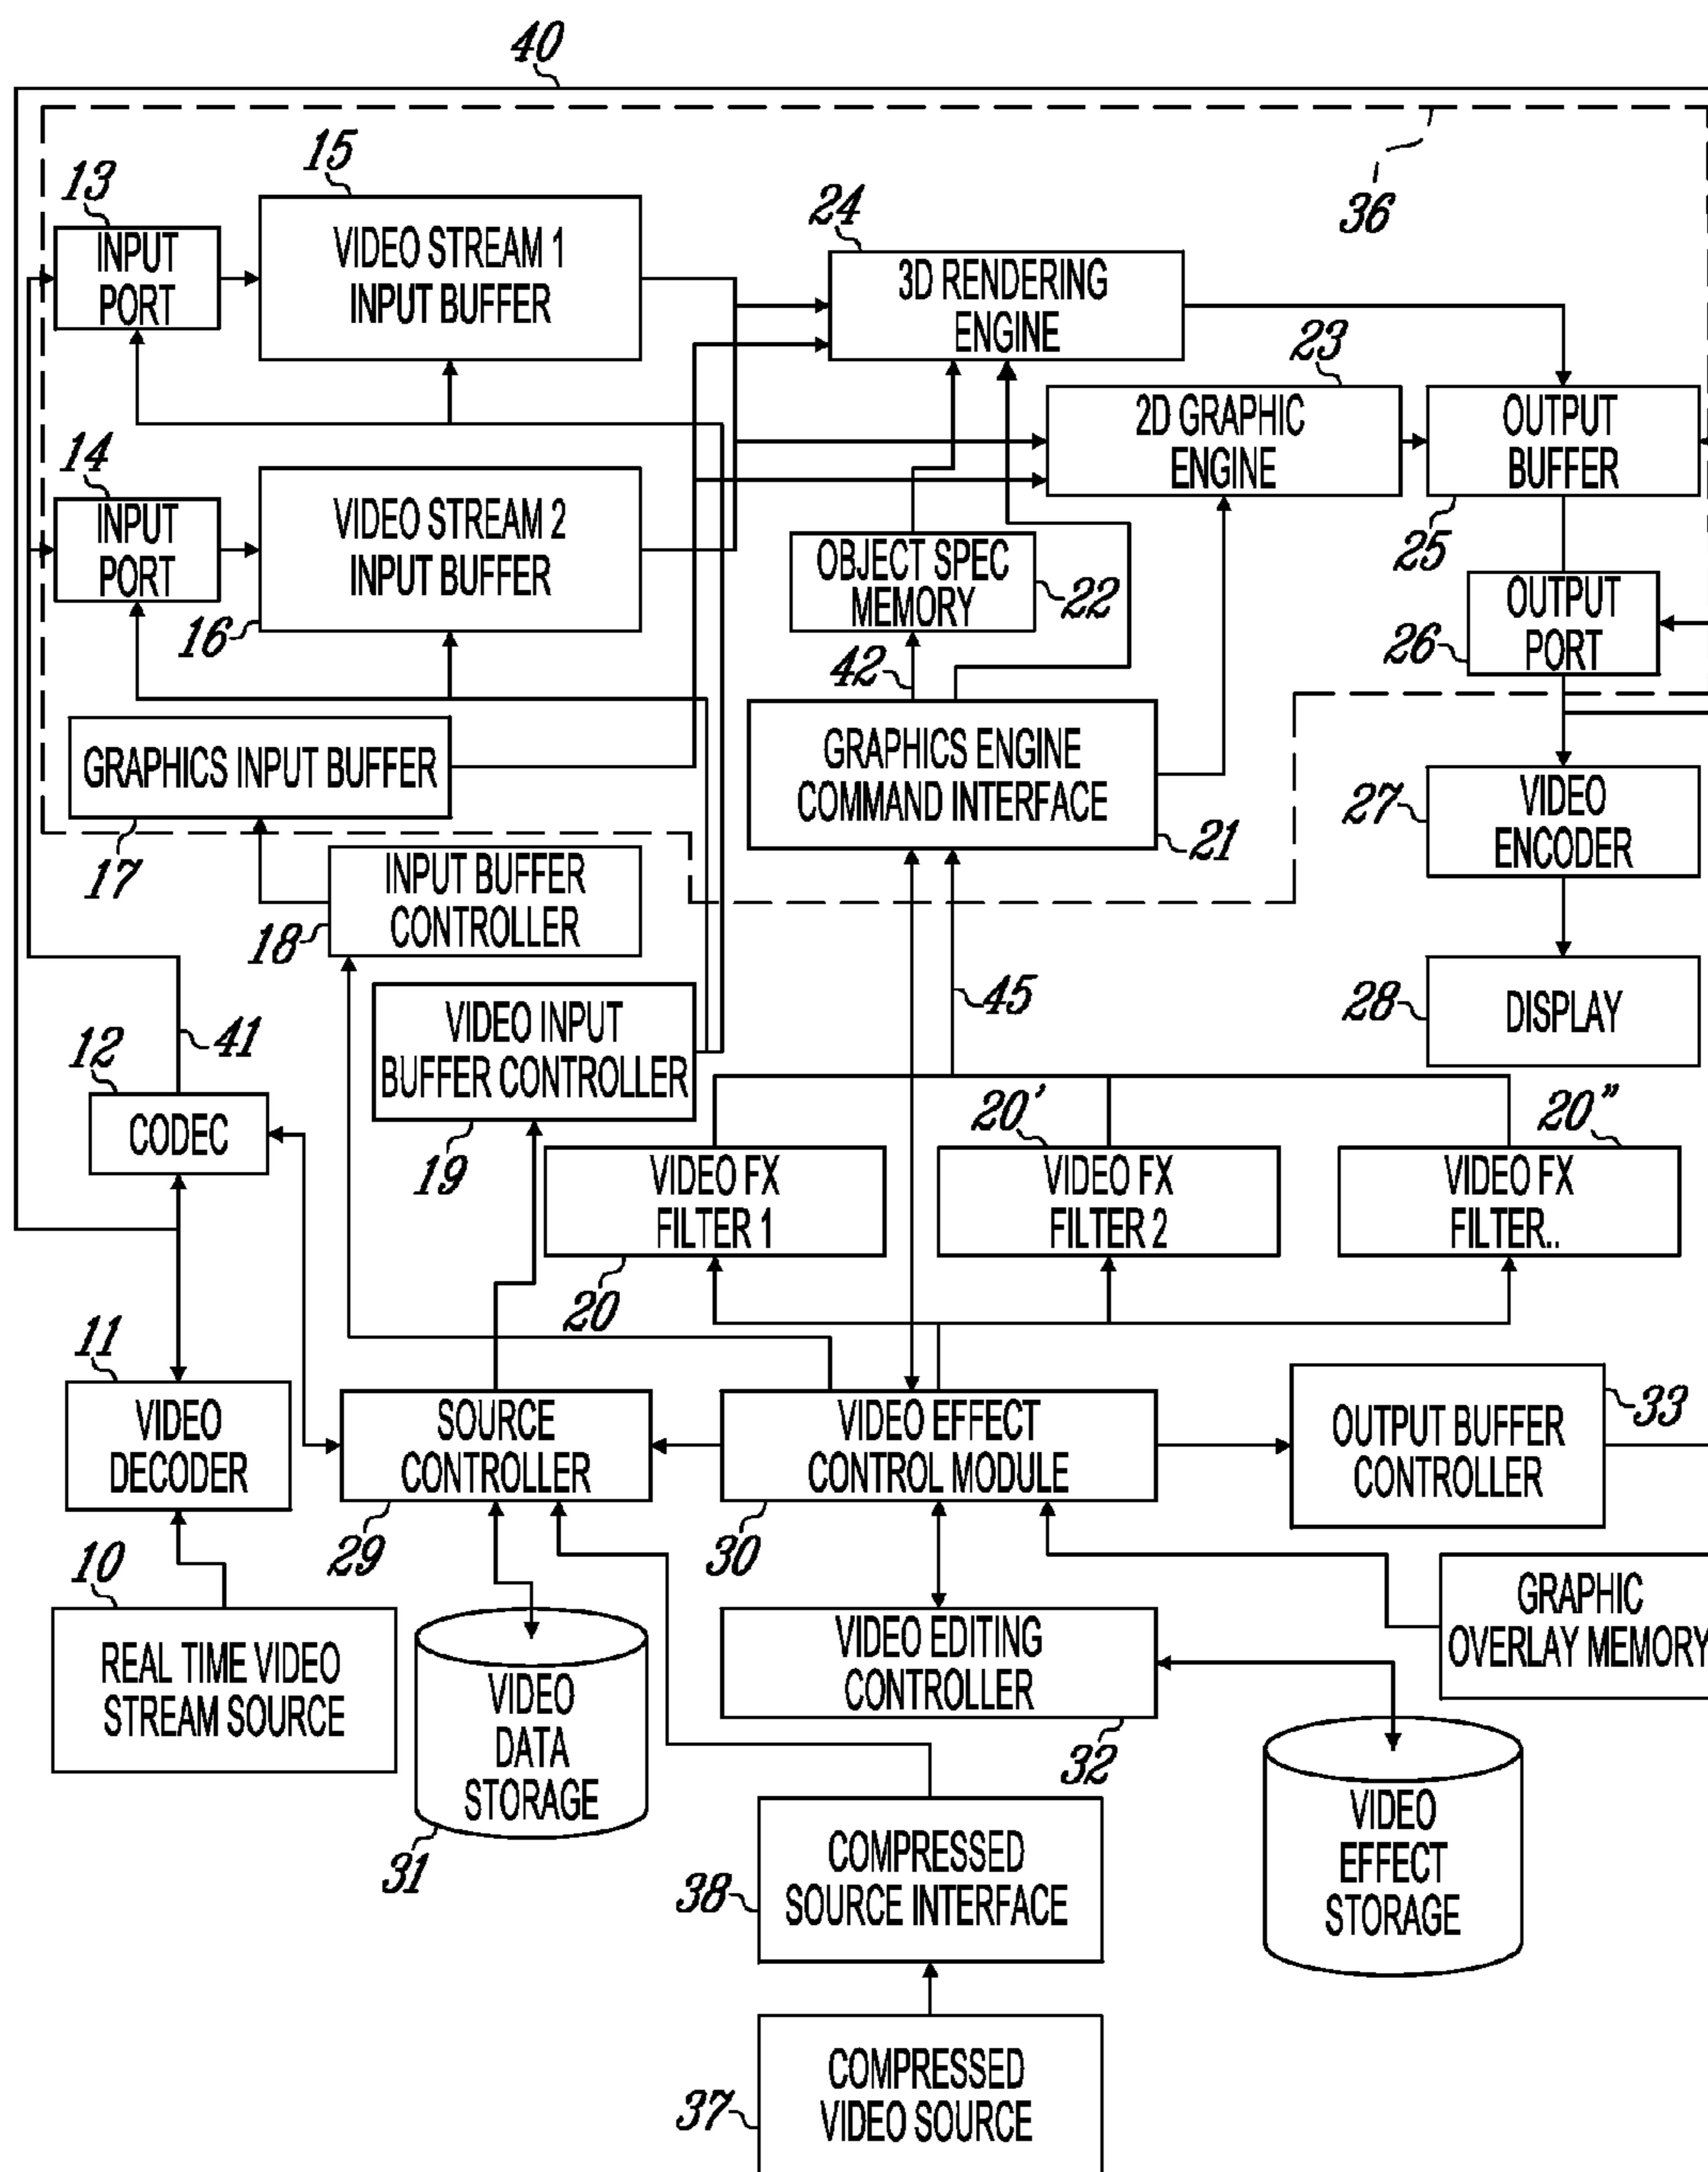 40
36
13
INPUT
PORT
15
VIDEO STREAM 1
INPUT BUFFER
24
3D RENDERING
ENGINE
23
2D GRAPHIC
ENGINE
OUTPUT
BUFFER
25
14
INPUT
PORT
VIDEO STREAM 2
INPUT BUFFER
16
OBJECT SPEC
MEMORY
22
42
OUTPUT
PORT
26
GRAPHICS INPUT BUFFER
17
GRAPHICS ENGINE
COMMAND INTERFACE
21
VIDEO
ENCODER
27
INPUT BUFFER
CONTROLLER
18
VIDEO INPUT
BUFFER CONTROLLER
19
45
DISPLAY
28
41
12
CODEC
VIDEO FX
FILTER 1
20
20'
VIDEO FX
FILTER 2
20"
VIDEO FX
FILTER..
11
VIDEO
DECODER
SOURCE
CONTROLLER
29
VIDEO EFFECT
CONTROL MODULE
30
OUTPUT BUFFER
CONTROLLER
33
10
REAL TIME VIDEO
STREAM SOURCE
VIDEO
DATA
STORAGE
31
VIDEO EDITING
CONTROLLER
32
GRAPHIC
OVERLAY MEMORY
VIDEO
EFFECT
STORAGE
COMPRESSED
SOURCE INTERFACE
38
COMPRESSED
VIDEO SOURCE
37